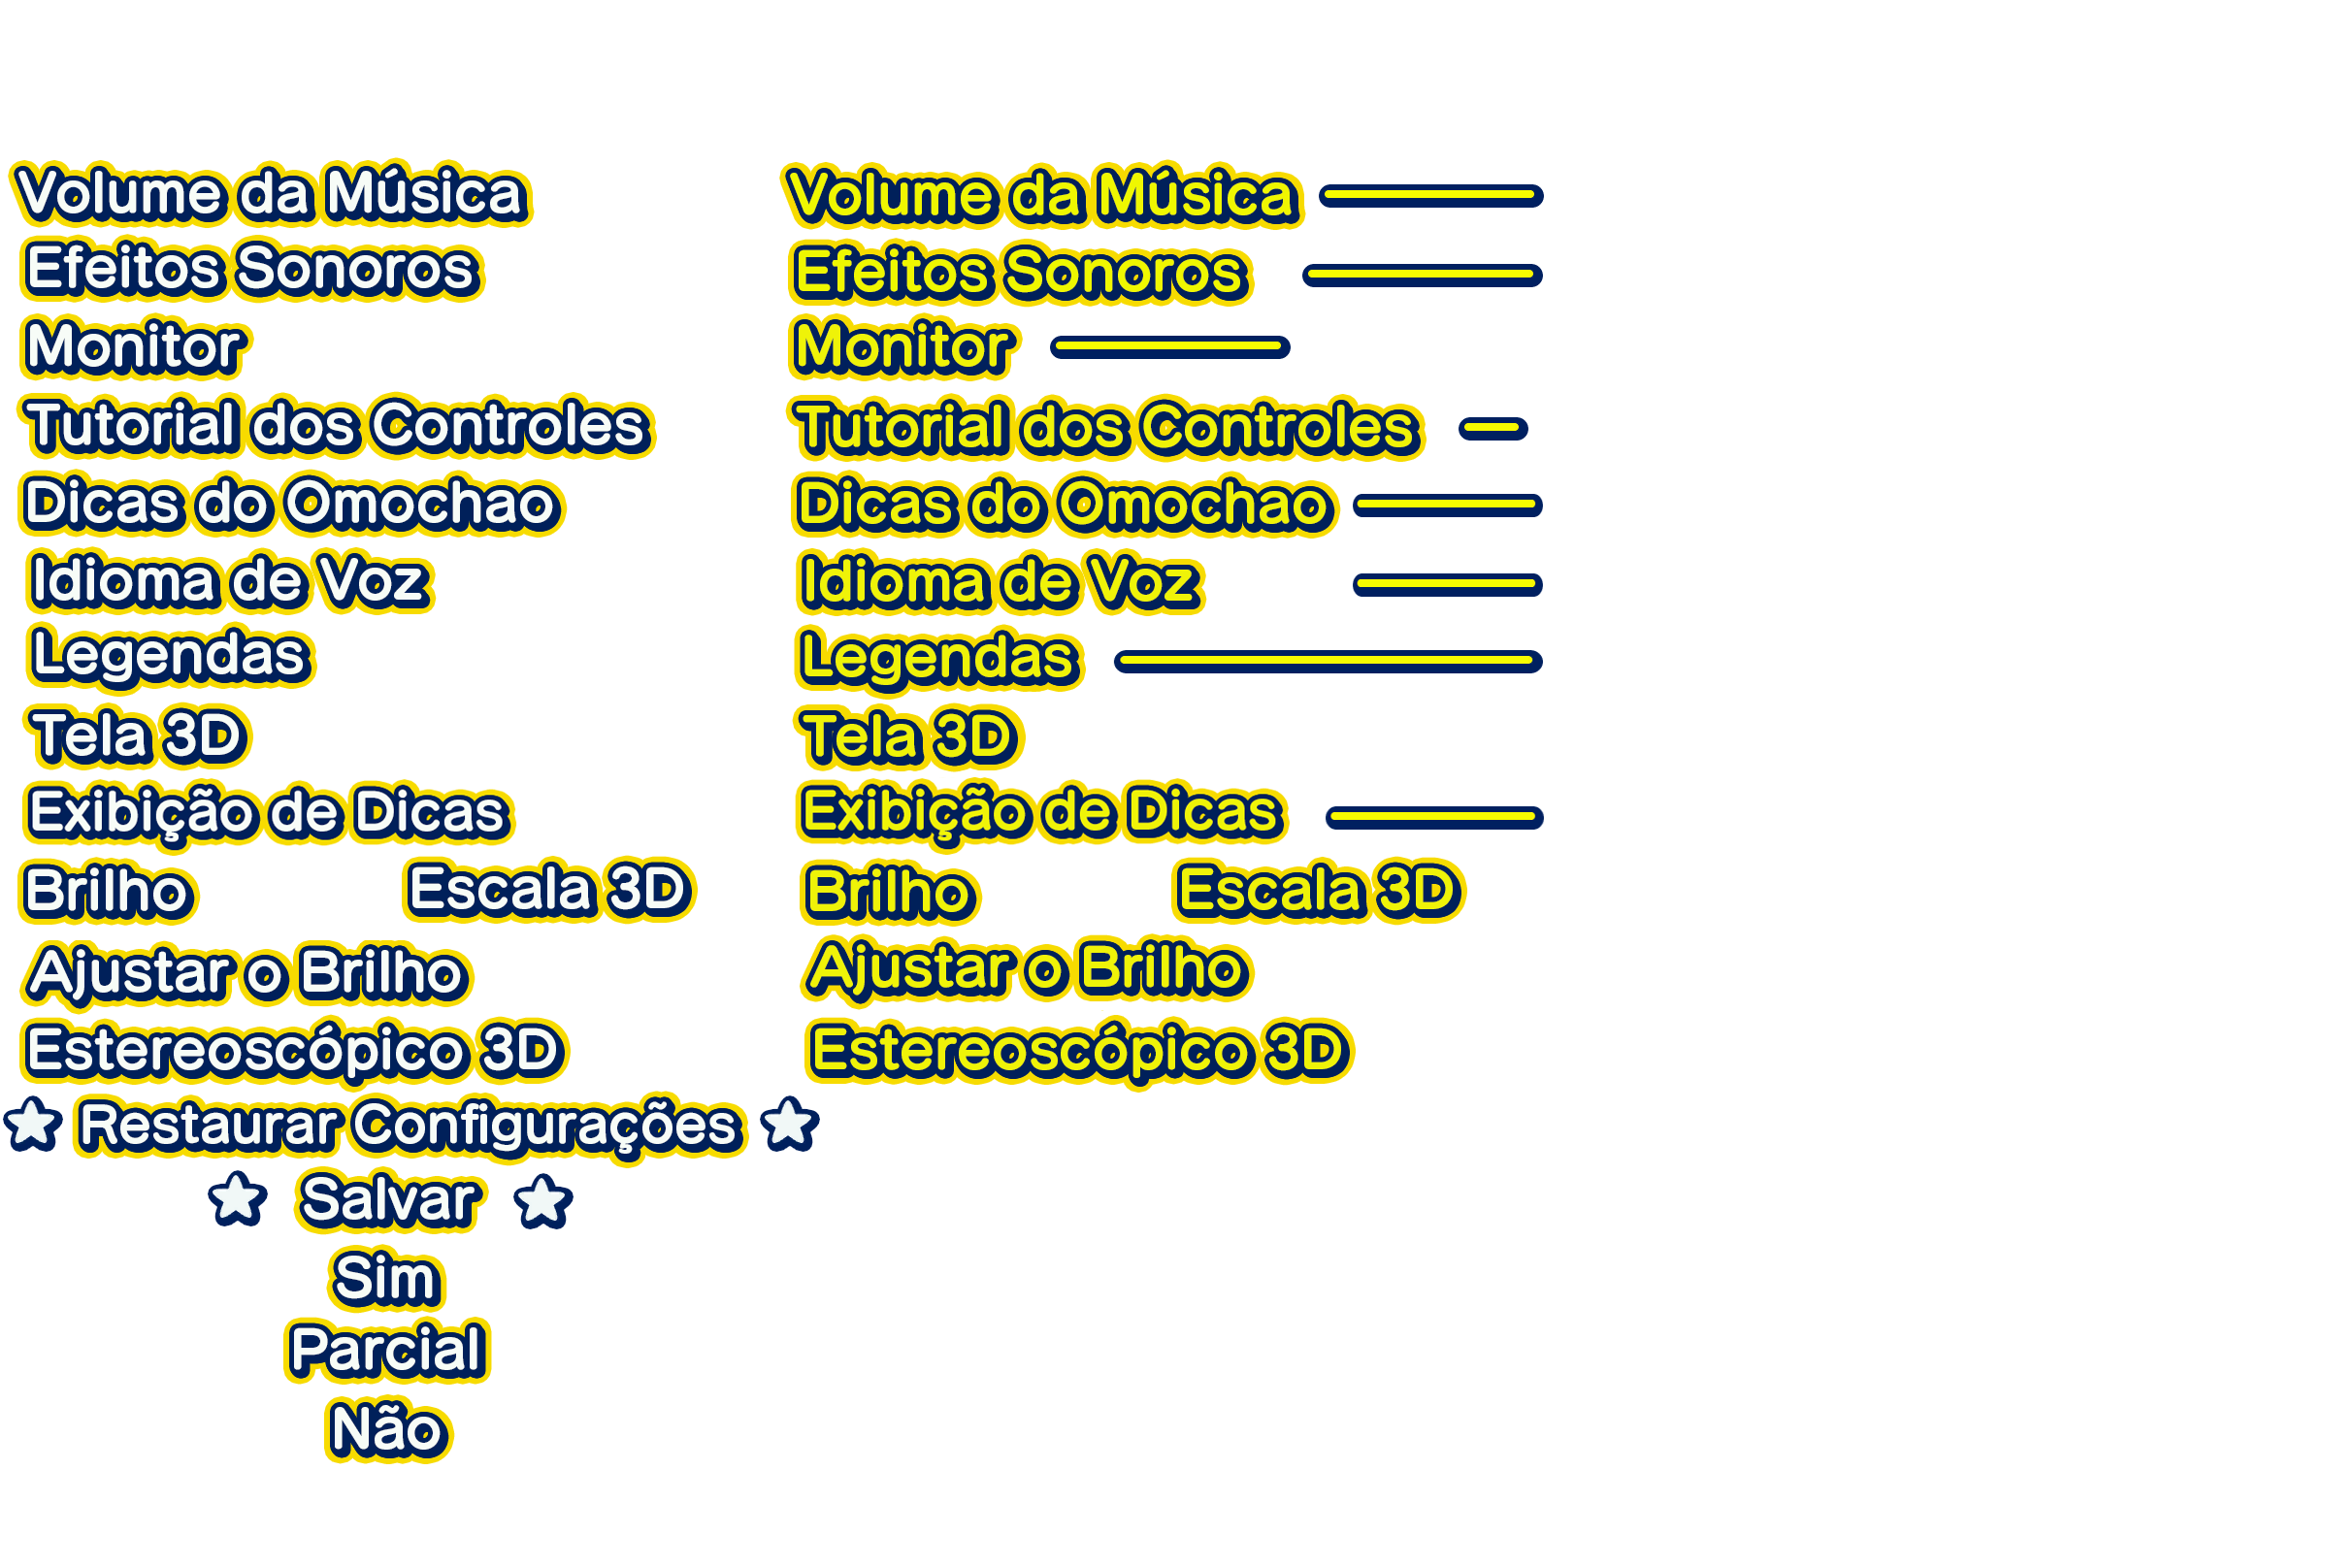 Volume da Música Volume da Música
Efeitos Sonoros Efeitos Sonoros
Monitor Monitor
Tutorial dos Controles Tutorial dos Controles
Dicas do Omochao Dicas do Omochao
Idioma de Voz Idioma de Voz
Legendas Legendas
Tela 3D Tela 3D
Exibição de Dicas Exibição de Dicas
Brilho Escala 3D Brilho Escala 3D
Ajustar o Brilho Ajustar o Brilho
Estereoscópico 3D Estereoscópico 3D
Restaurar Configurações
Salvar
Sim
Parcial
Não